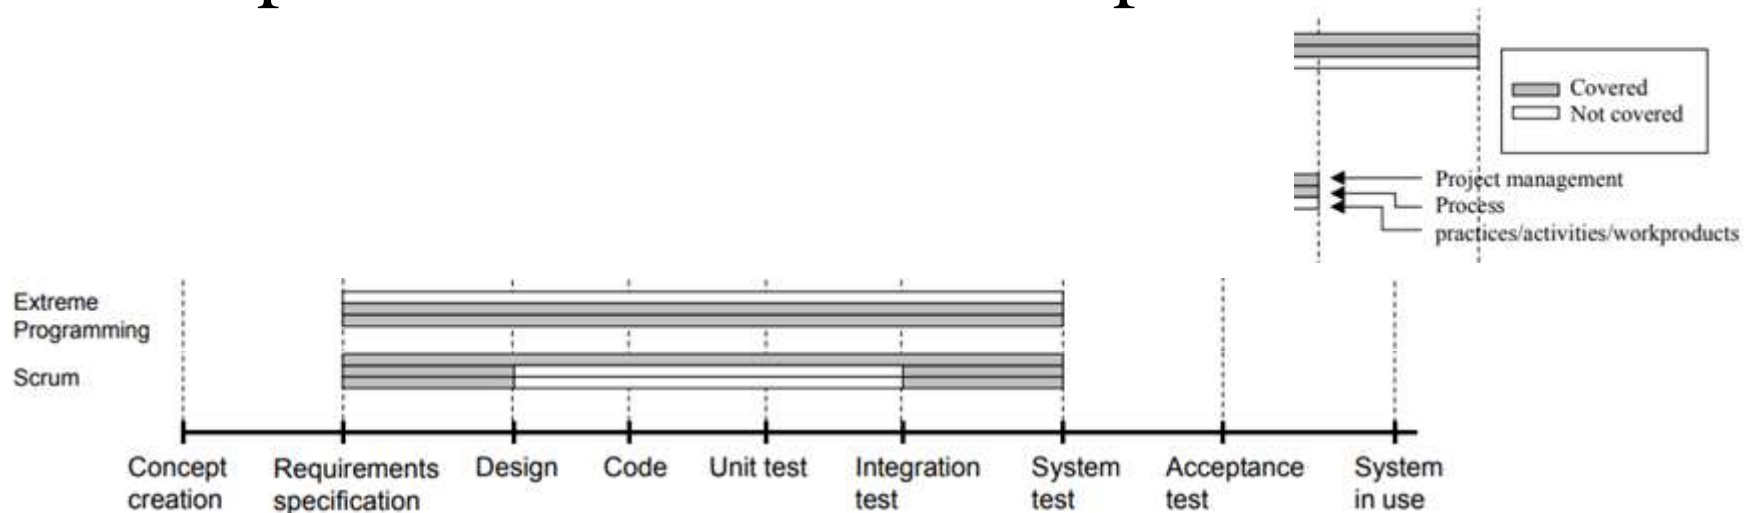 Covered
Not covered
Project management
Process
practices/activities/workproducts
Extreme
Programming
Scrum
Concept
creation
Requirements
specification
Design
Code
Unit test
Integration
test
System
test
Acceptance
test
System
in use